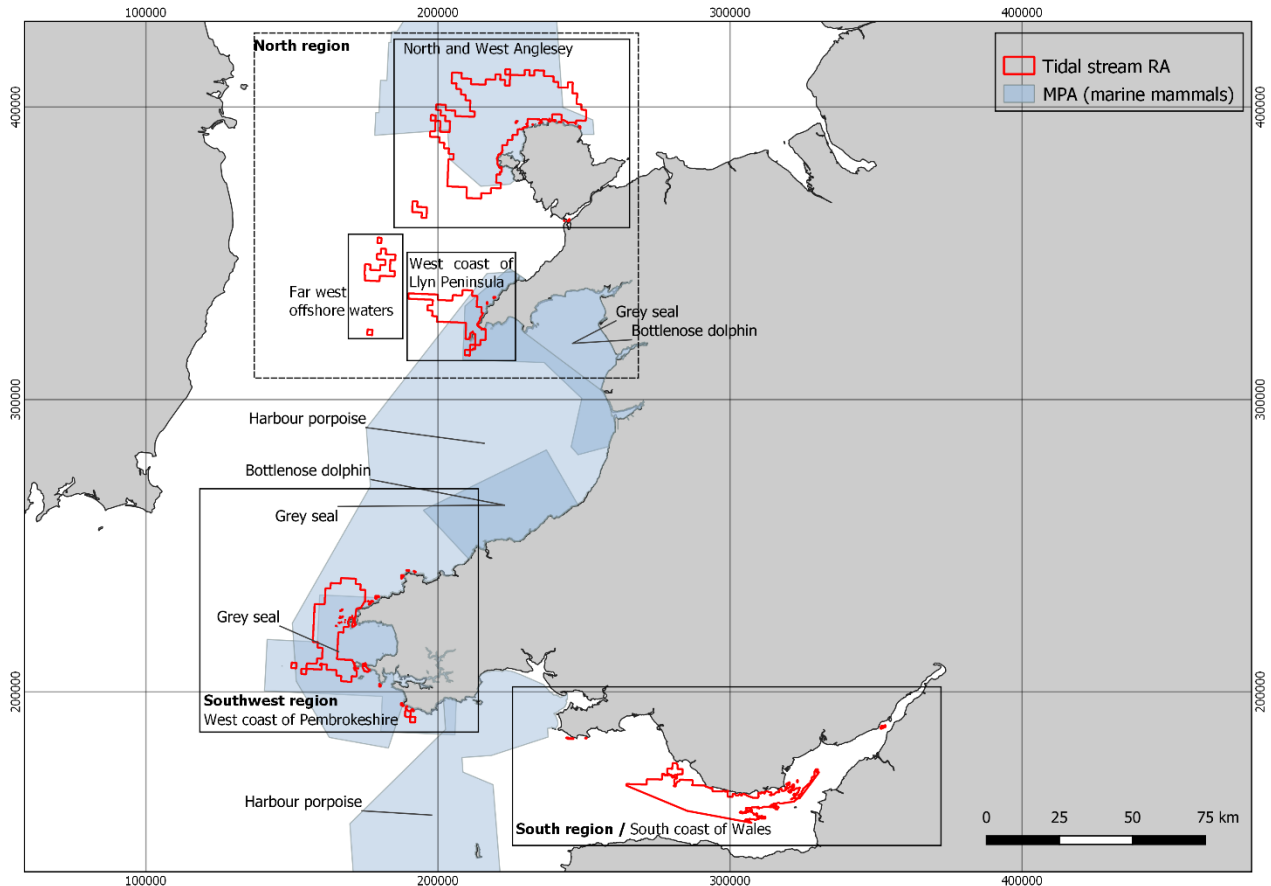 100000
200000
300000
400000
North region
North and West Anglesey
Tidal stream RA
MPA (marine mammals)
400000
400000
West coast of
Llyn Peninsula
Far west
offshore waters
Grey seal
Bottlenose dolphin
300000
300000
Harbour porpoise
Bottlenose dolphin
Grey seal
Grey seal
200000
200000
Southwest region
West coast of Pembrokeshire
Harbour porpoise
South region / South coast of Wales
0 25 50 75 km
100000
200000
300000
400000